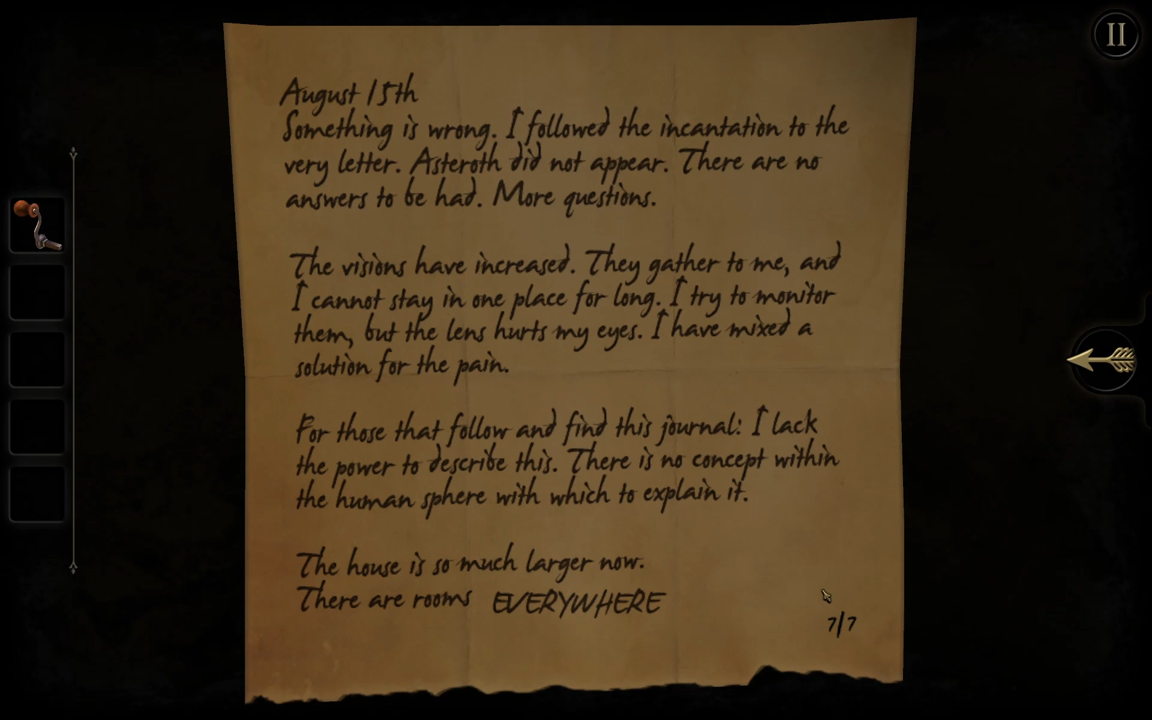 August 15th
Something is wrong. I followed the incantation to the
very letter. Asteroth did not appear. There are no
answers to be had. More questions.
The visions have increased. They gather to me, and
I cannot stay in one place for long. I try to monitor
them, but the lens hurts my eyes. I have mixed a
solution for the pain.
For those that follow and find this journal: I lack
the power to describe this. There is no concept within
the human sphere with which to explain it.
The house is so much larger now.
There are rooms EVERYWHERE
7/7